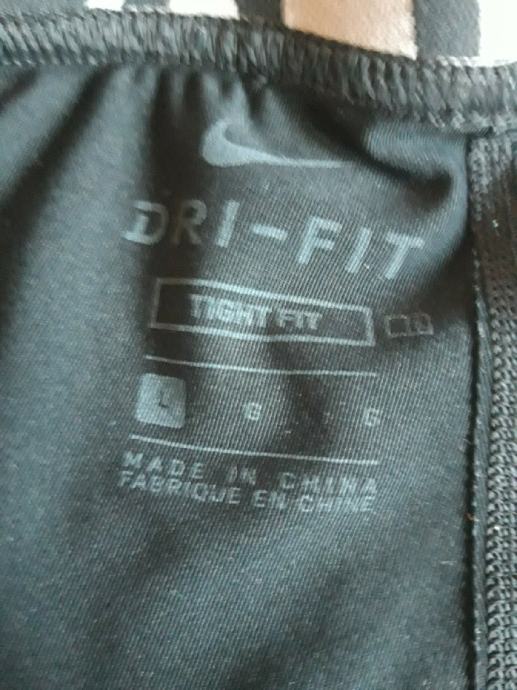 DRI-FIT
TIGHT FIT
L G G
MADE IN CHINA
FABRIQUE EN CHINE